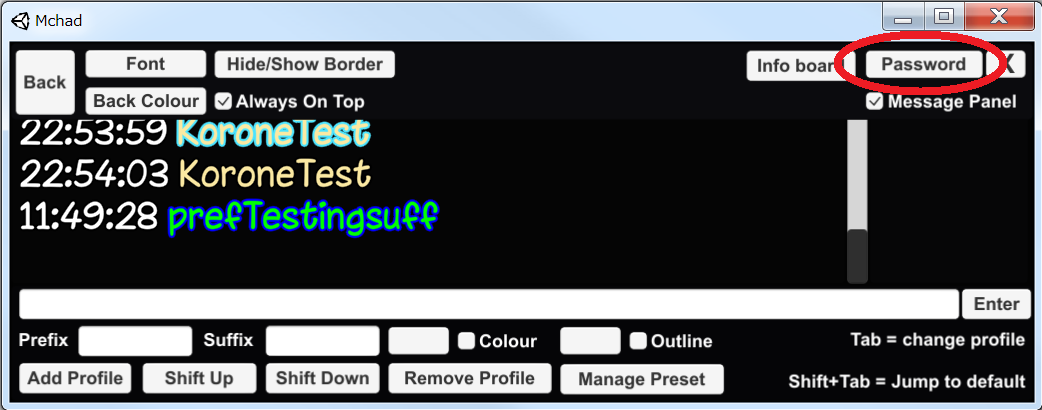 Mchad
Back
Font
Hide/Show Border
Info board
Password
X
Back Colour
Always On Top
Message Panel
22:53:59 KoroneTest
22:54:03 KoroneTest
11:49:28 prefTestingsuff
Enter
Prefix
Suffix
Colour
Outline
Tab = change profile
Add Profile
Shift Up
Shift Down
Remove Profile
Manage Preset
Shift+Tab = Jump to default